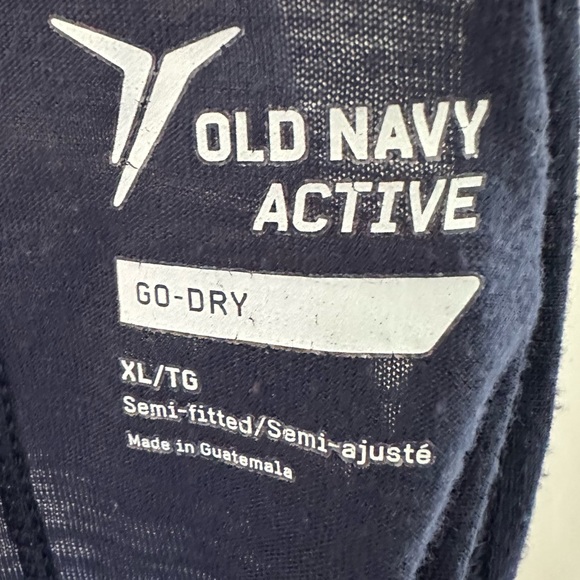 OLD NAVY
ACTIVE
GO-DRY
XL/TG
Semi-fitted/Semi-ajusté
Made in Guatemala